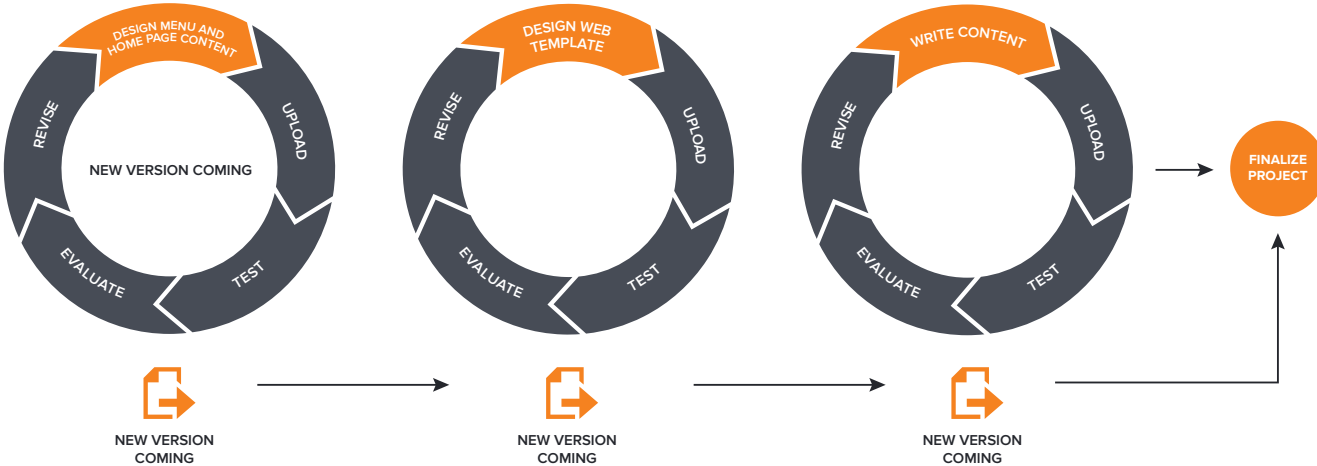 DESIGN MENU AND
HOME PAGE CONTENT
UPLOAD
TEST
EVALUATE
REVISE
NEW VERSION COMING
DESIGN WEB
TEMPLATE
UPLOAD
TEST
EVALUATE
REVISE
WRITE CONTENT
UPLOAD
TEST
EVALUATE
REVISE
FINALIZE
PROJECT
NEW VERSION
COMING
NEW VERSION
COMING
NEW VERSION
COMING